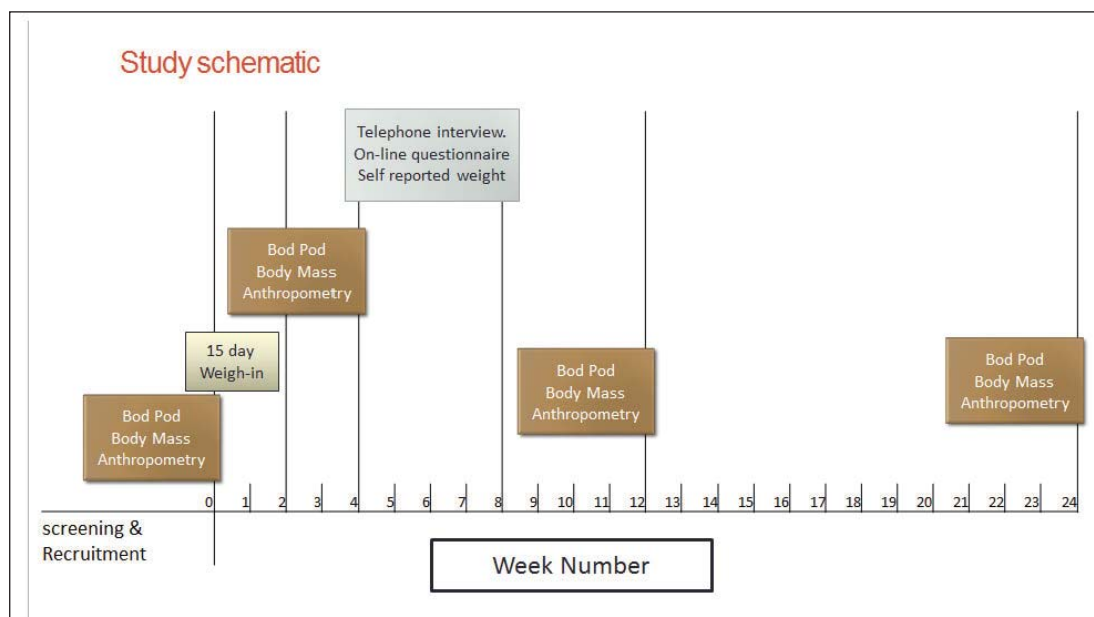 Study schematic
Telephone interview.
On-line questionnaire
Self reported weight
Bod Pod
Body Mass
Anthropometry
15 day
Weigh-in
Bod Pod
Body Mass
Anthropometry
Bod Pod
Body Mass
Anthropometry
Bod Pod
Body Mass
Anthropometry
0 1 2 3 4 5 6 7 8 9 10 11 12 13 14 15 16 17 18 19 20 21 22 23 24
screening &
Recruitment
Week Number